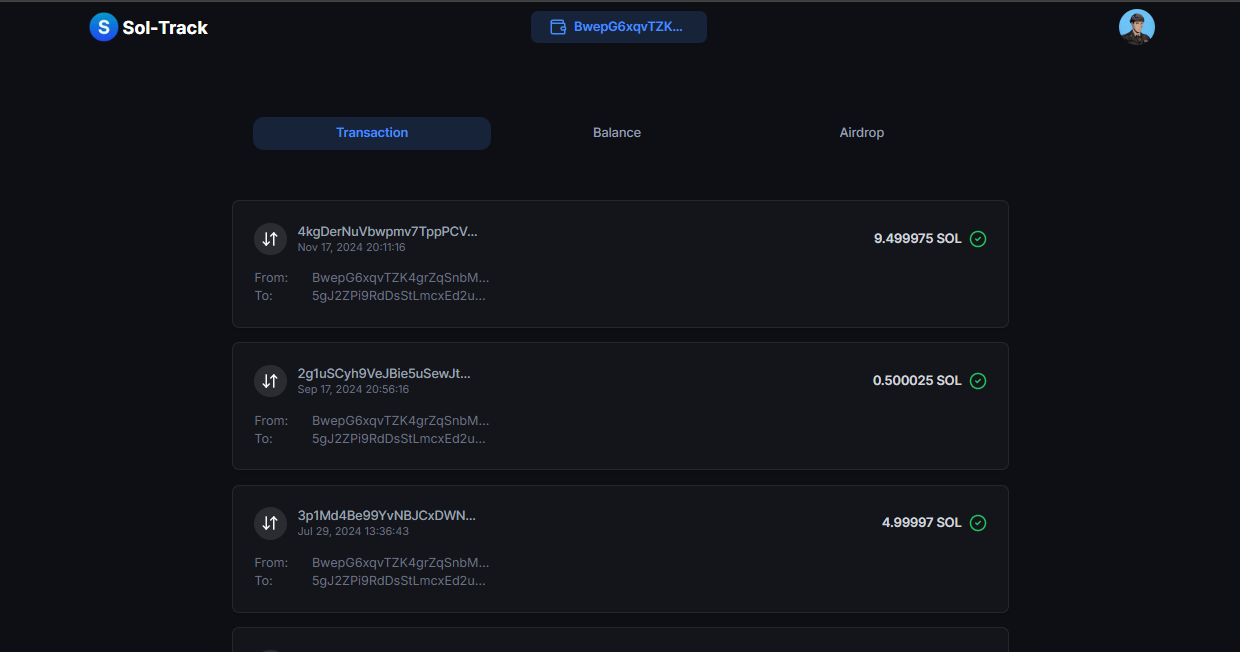 S Sol-Track
BwepG6xqvTZK...
Transaction Balance Airdrop
4kgDerNuVbwpmv7TppPCV...
Nov 17, 2024 20:11:16
9.499975 SOL
From: BwepG6xqvTZK4grZqSnbM...
To: 5gJ2ZPi9RdDsStLmcxEd2u...
2g1uSCyh9VeJBie5uSewJt...
Sep 17, 2024 20:56:16
0.500025 SOL
From: BwepG6xqvTZK4grZqSnbM...
To: 5gJ2ZPi9RdDsStLmcxEd2u...
3p1Md4Be99YvNBJCxDWN...
Jul 29, 2024 13:36:43
4.99997 SOL
From: BwepG6xqvTZK4grZqSnbM...
To: 5gJ2ZPi9RdDsStLmcxEd2u...